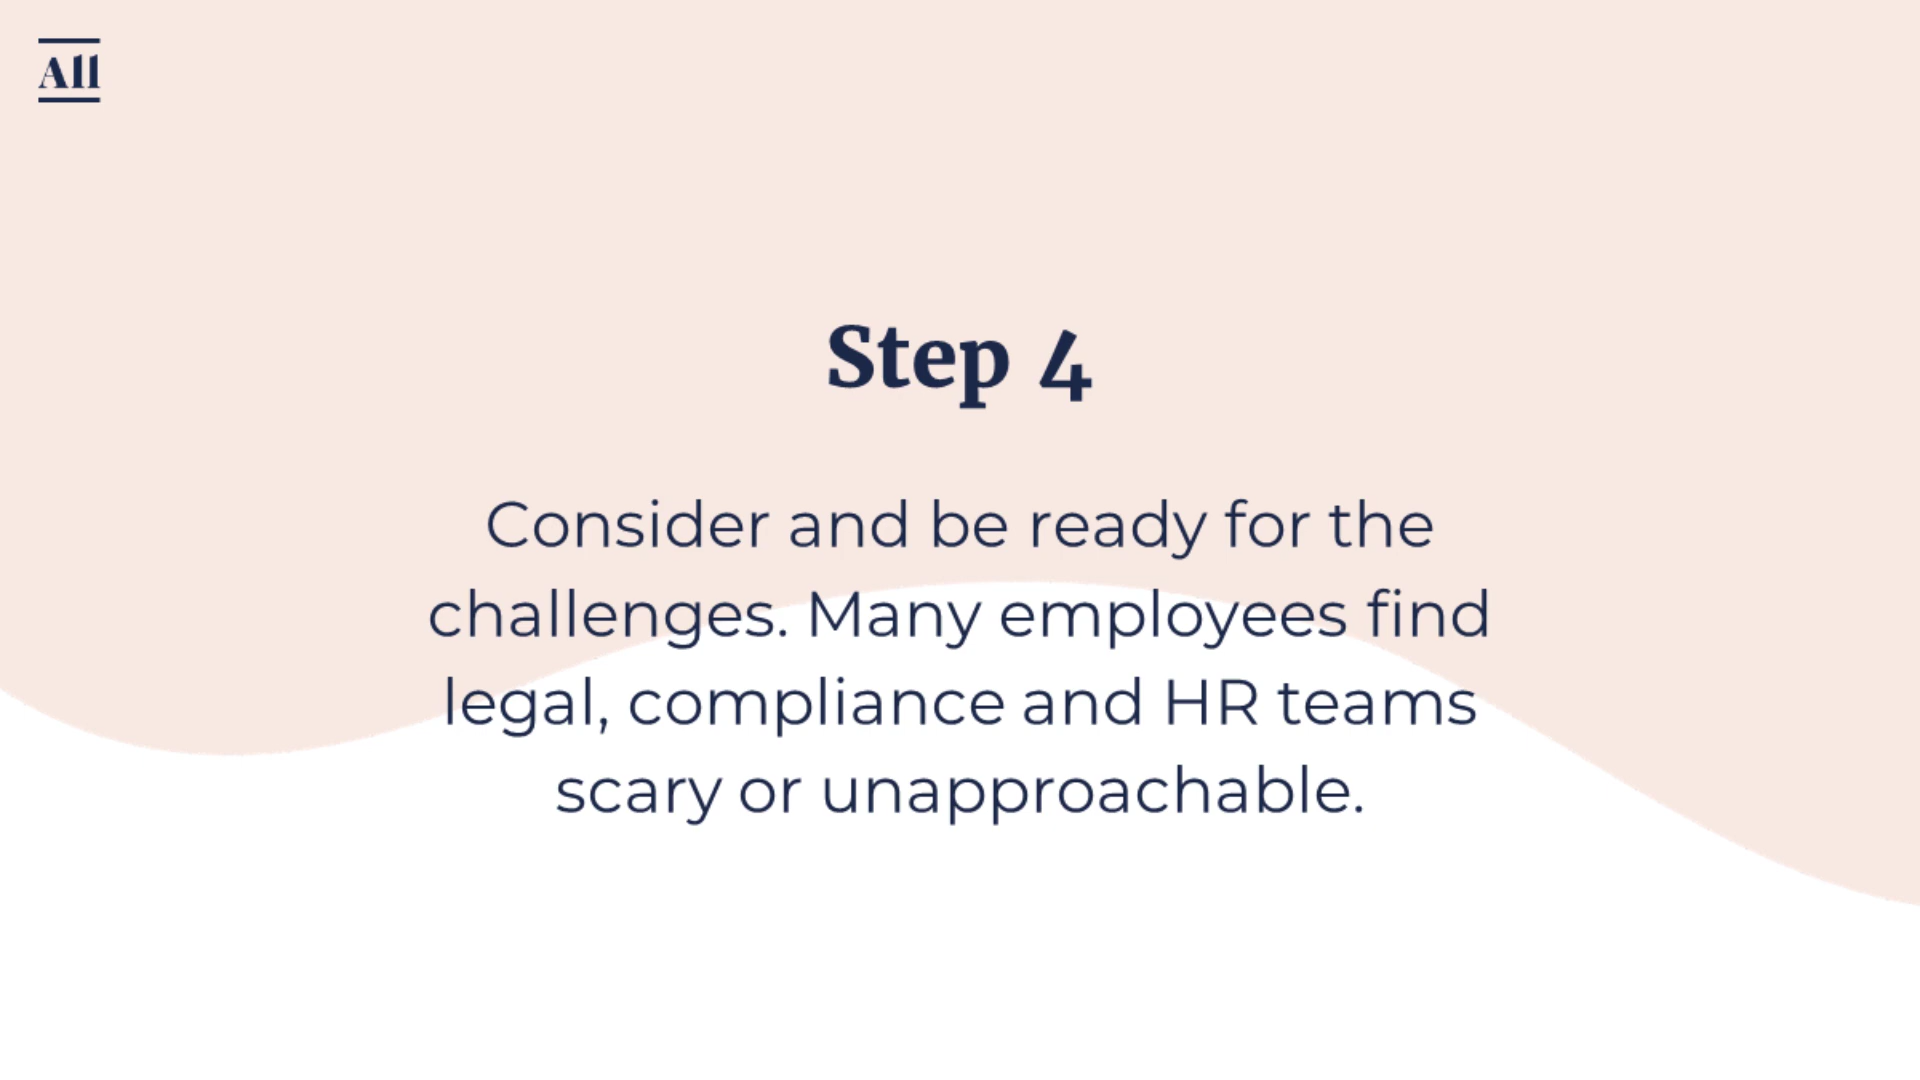 All
Step 4
Consider and be ready for the
challenges. Many employees find
legal, compliance and HR teams
scary or unapproachable.